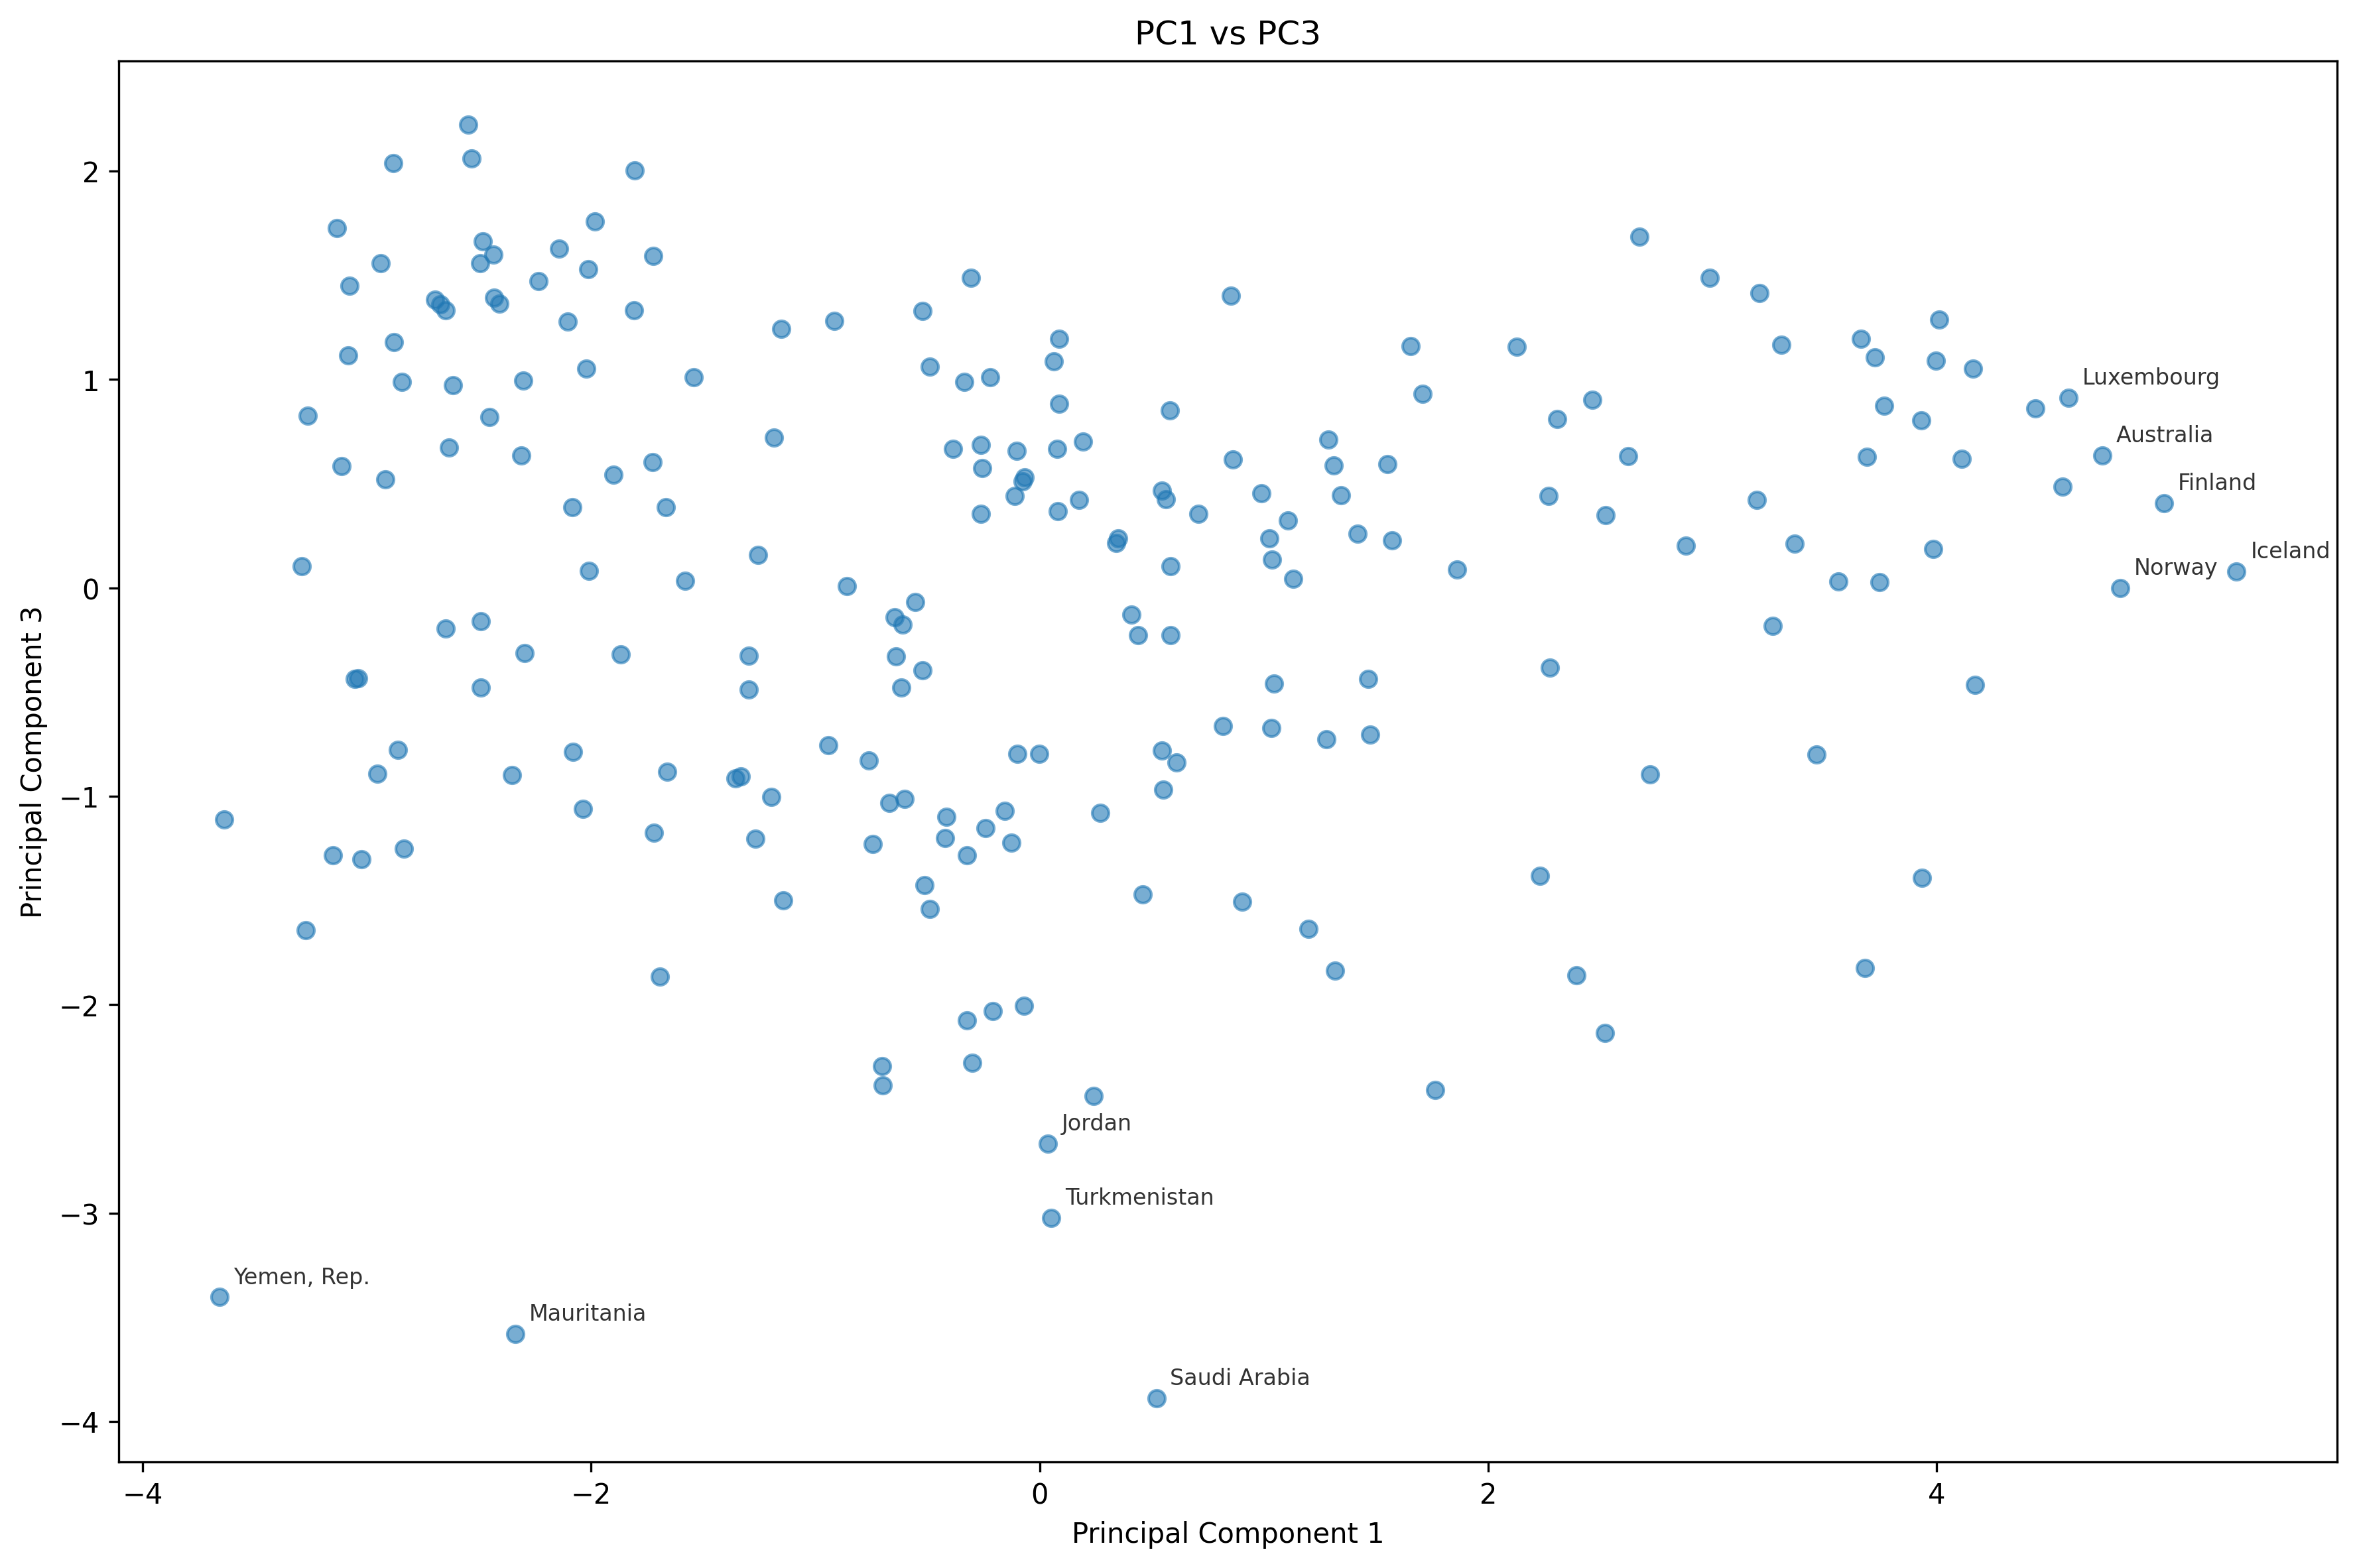 PC1 vs PC3
2
1
0
−1
−2
−3
−4
Principal Component 3
Luxembourg
Australia
Finland
Iceland
Norway
Jordan
Turkmenistan
Yemen, Rep.
Mauritania
Saudi Arabia
−4 −2 0 2 4
Principal Component 1